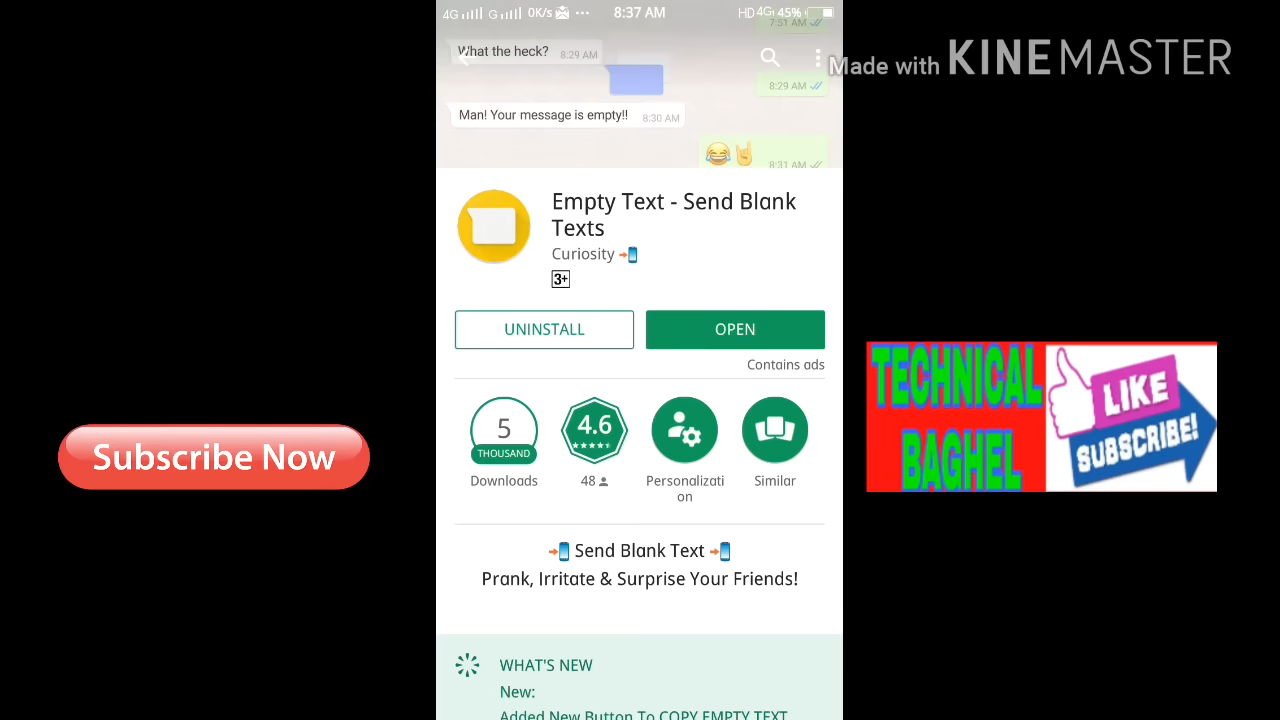 4G G 0K/s 8:37 AM HD 4G 45%
7:51 AM
What the heck? 8:29 AM
Made with KINEMASTER
8:29 AM
Man! Your message is empty!! 8:30 AM
8:31 AM
Empty Text - Send Blank
Texts
Curiosity
3+
UNINSTALL OPEN
Contains ads
5
THOUSAND
4.6
Downloads 48 Personalizati
on
Similar
Send Blank Text
Prank, Irritate & Surprise Your Friends!
WHAT'S NEW
New:
Added New Button To COPY EMPTY TEXT
Subscribe Now
TECHNICAL
BAGHEL
LIKE
SUBSCRIBE!